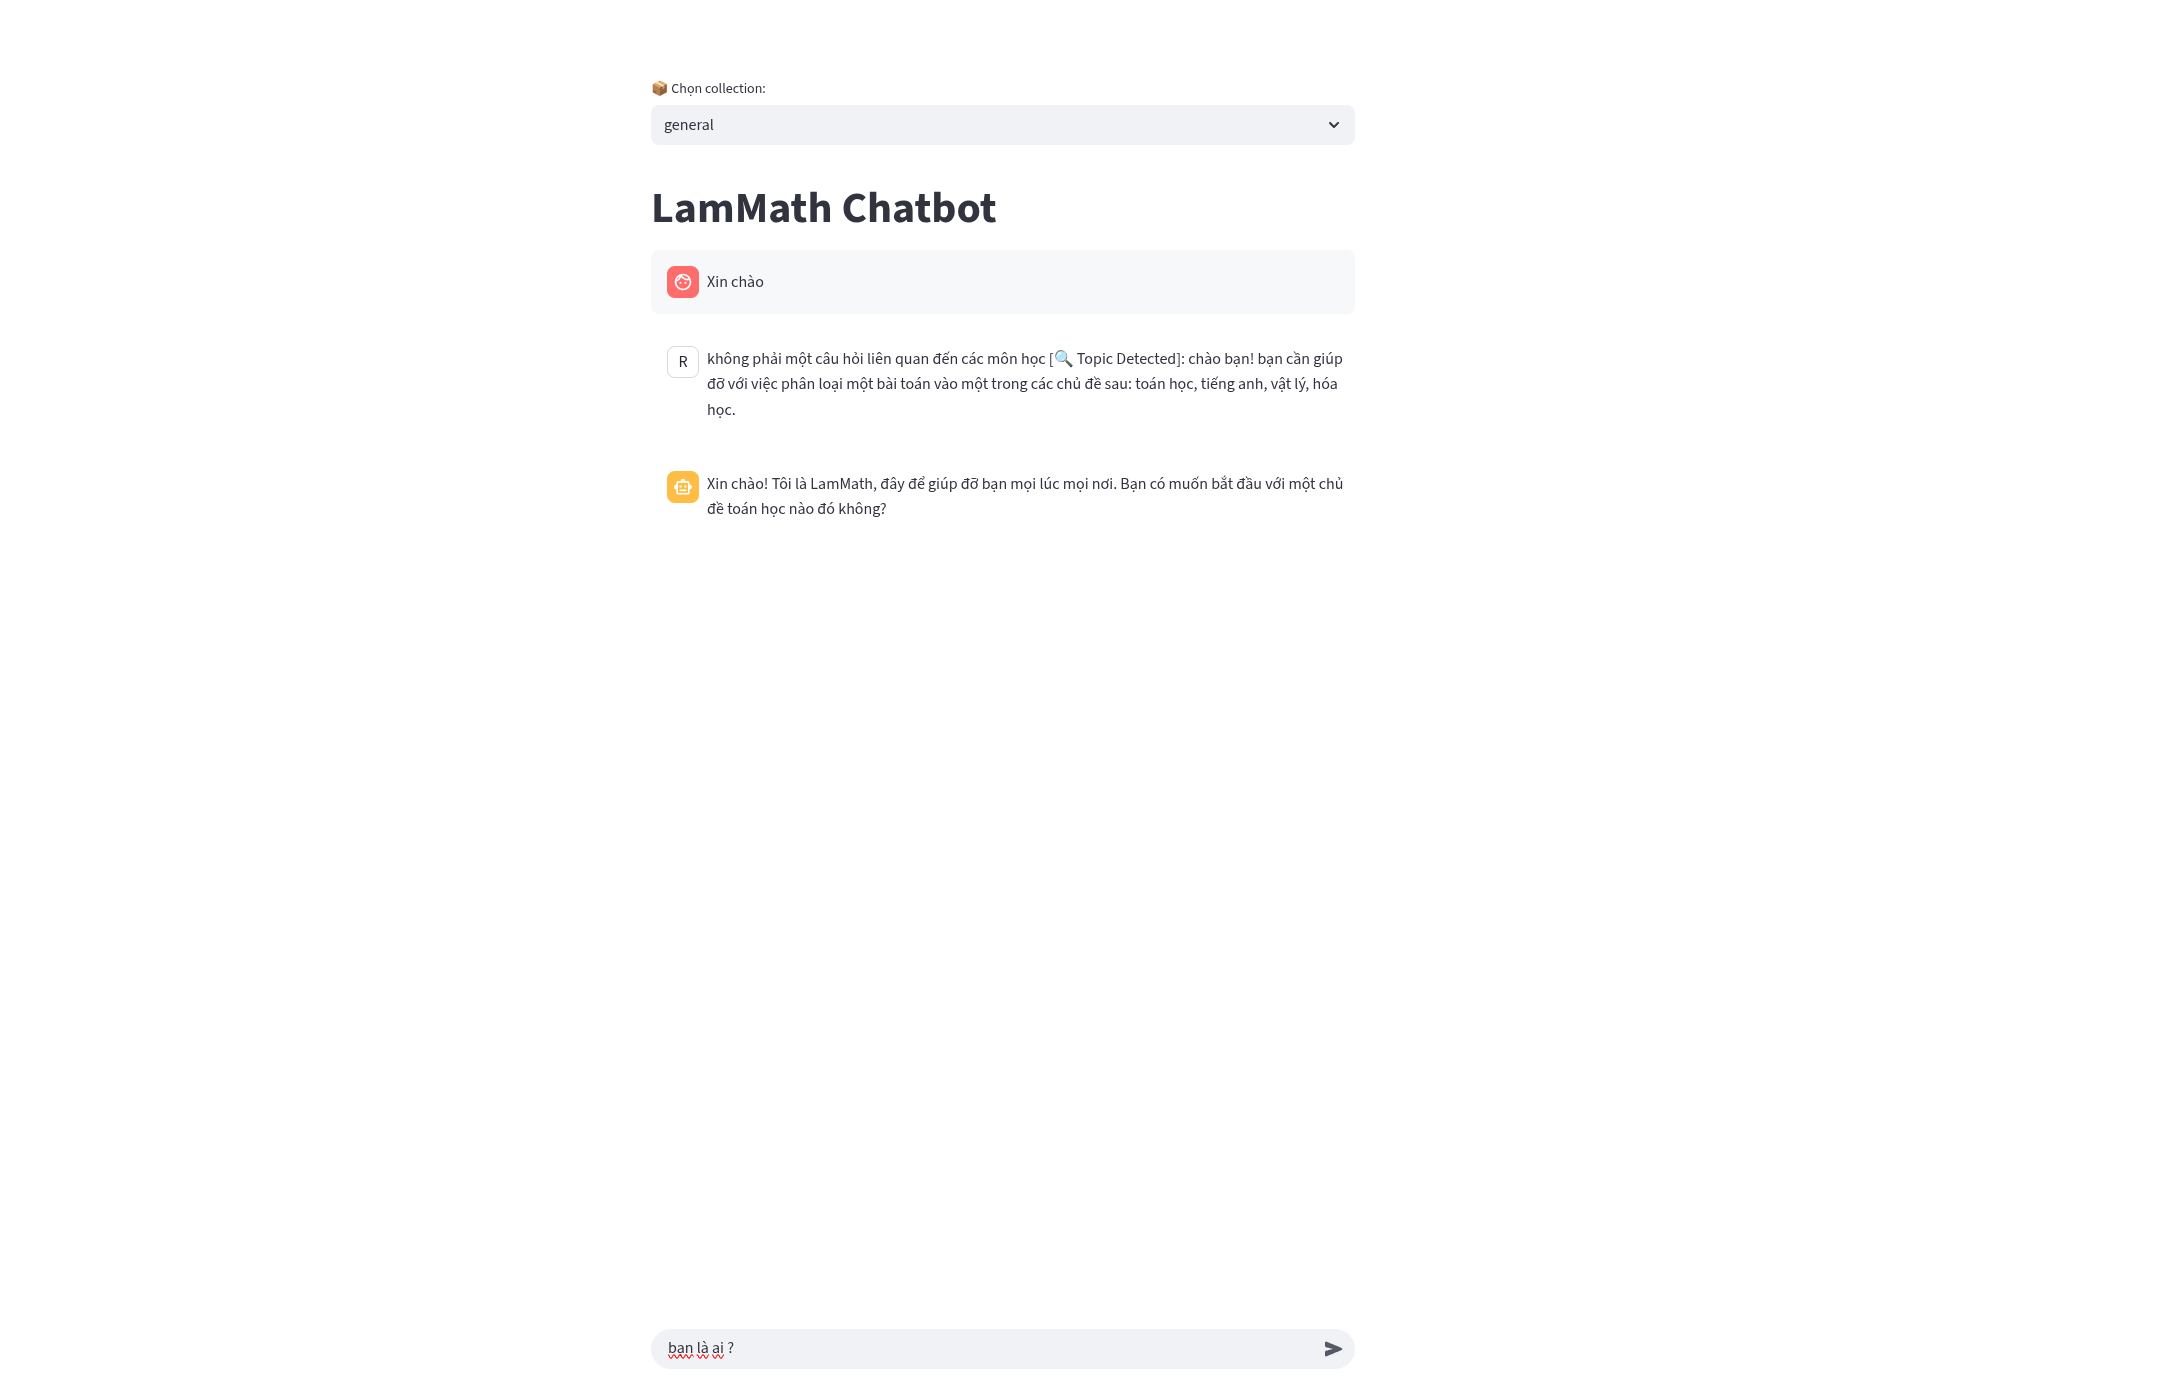 📦 Chọn collection:
general
LamMath Chatbot
Xin chào
R
không phải một câu hỏi liên quan đến các môn học [🔍 Topic Detected]: chào bạn! bạn cần giúp
đỡ với việc phân loại một bài toán vào một trong các chủ đề sau: toán học, tiếng anh, vật lý, hóa
học.
Xin chào! Tôi là LamMath, đây để giúp đỡ bạn mọi lúc mọi nơi. Bạn có muốn bắt đầu với một chủ
đề toán học nào đó không?
bạn là ai ?